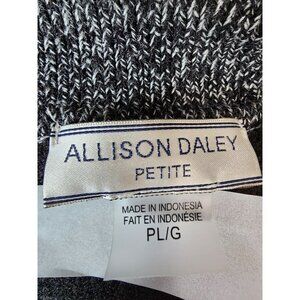 ALLISON DALEY
PETITE
MADE IN INDONESIA
FAIT EN INDONÉSIE
PL/G